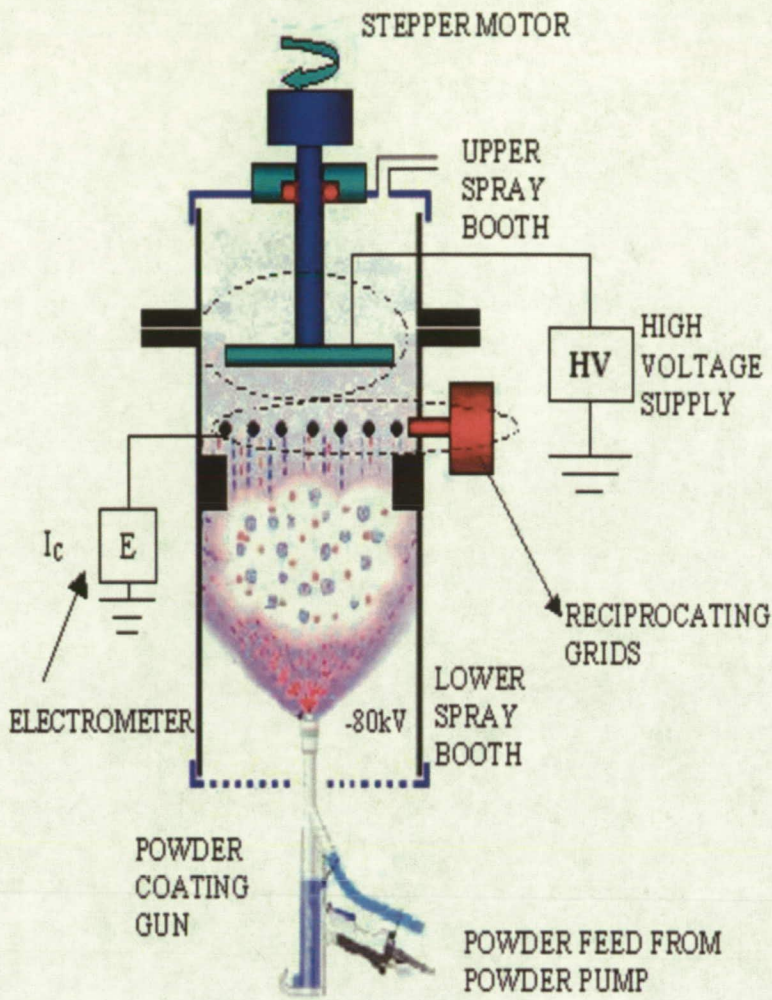 STEPPER MOTOR
UPPER
SPRAY
BOOTH
HIGH
VOLTAGE
SUPPLY
HV
I_C
E
RECIPROCATING
GRIDS
ELECTROMETER
-80kV
LOWER
SPRAY
BOOTH
POWDER
COATING
GUN
POWDER FEED FROM
POWDER PUMP